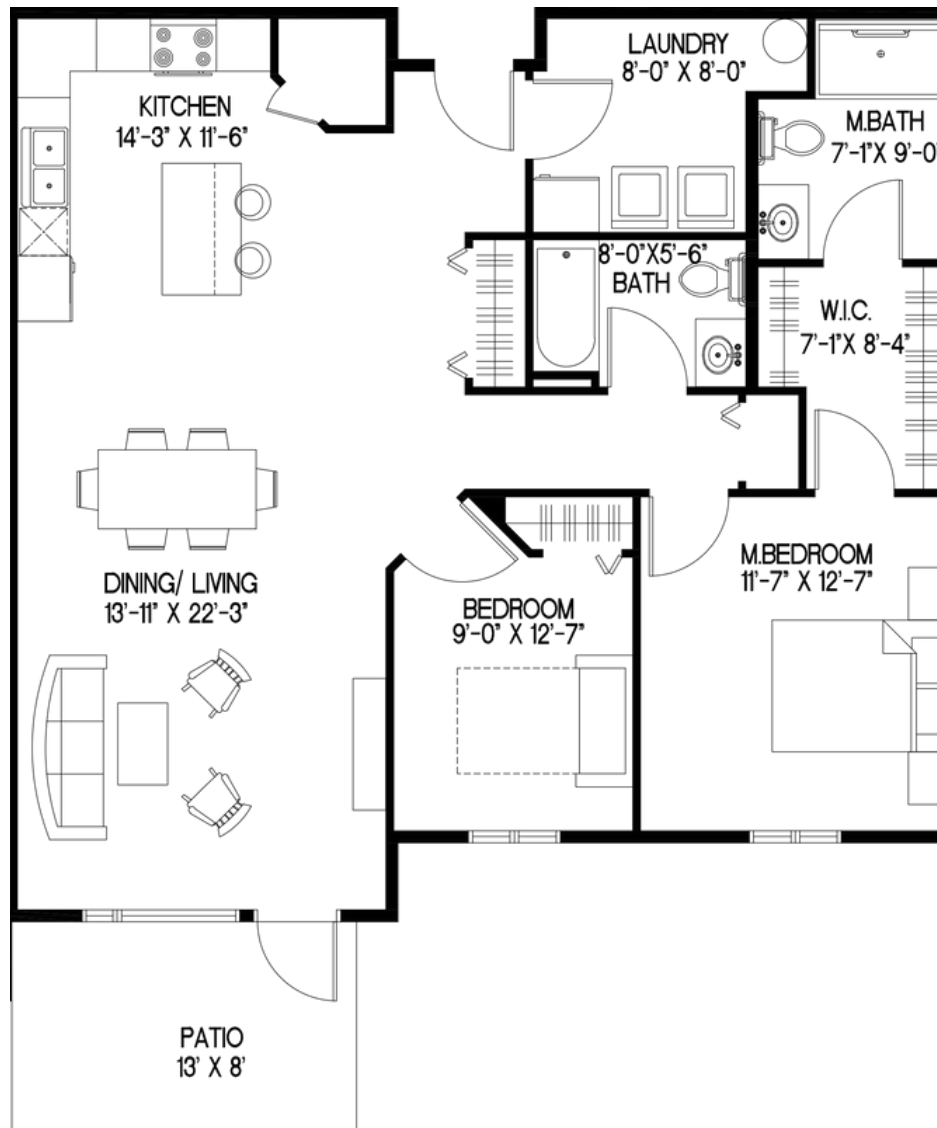 LAUNDRY
8'-0" X 8'-0"
KITCHEN
14'-3" X 11'-6"
M.BATH
7'-1"X 9'-0"
8'-0"X5'-6"
BATH
W.I.C.
7'-1"X 8'-4"
M.BEDROOM
11'-7" X 12'-7"
DINING/ LIVING
13'-11" X 22'-3"
BEDROOM
9'-0" X 12'-7"
PATIO
13' X 8'